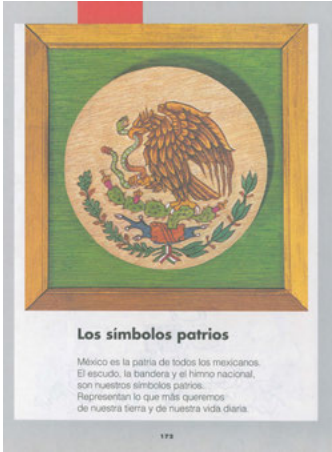 Los símbolos patrios
México es la patria de todos los mexicanos.
El escudo, la bandera y el himno nacional,
son nuestros símbolos patrios.
Representan lo que más queremos
de nuestra tierra y de nuestra vida diaria.
172